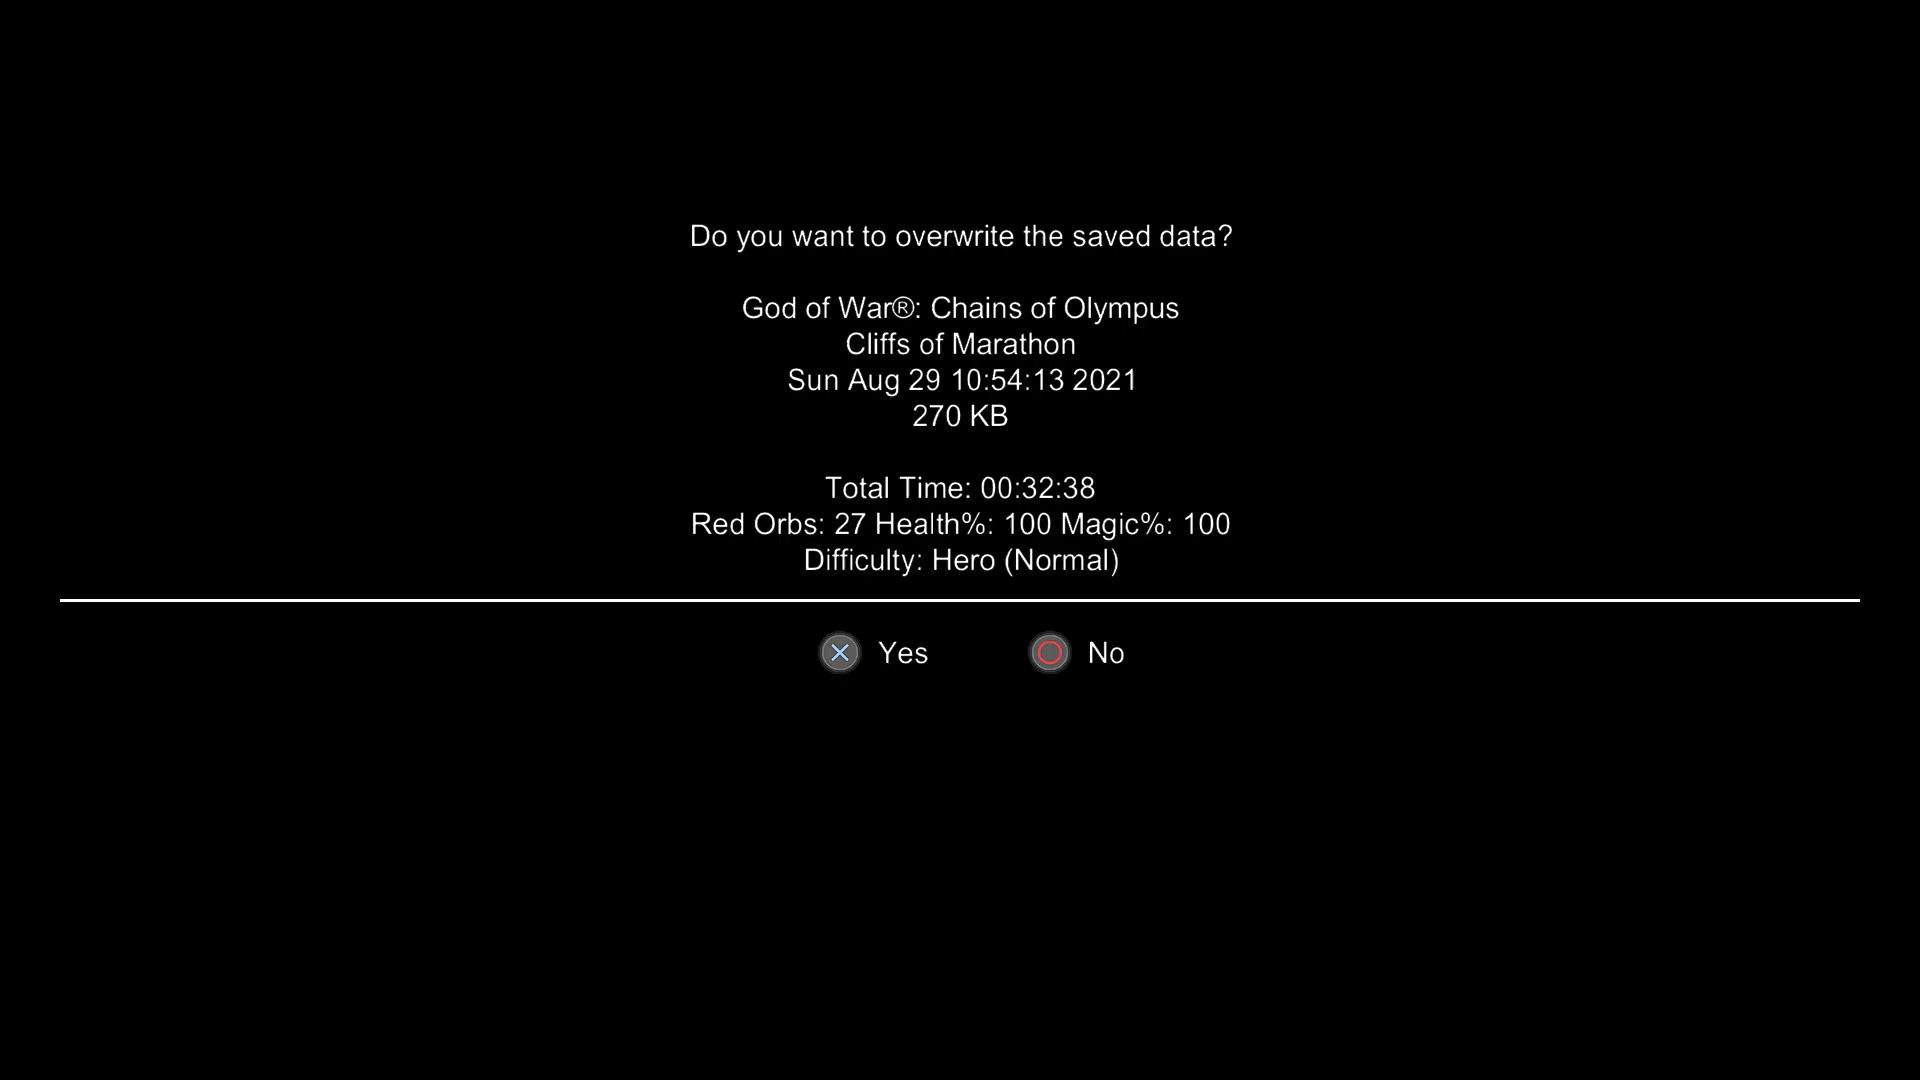 Do you want to overwrite the saved data?
God of War®: Chains of Olympus
Cliffs of Marathon
Sun Aug 29 10:54:13 2021
270 KB
Total Time: 00:32:38
Red Orbs: 27 Health%: 100 Magic%: 100
Difficulty: Hero (Normal)
Yes No